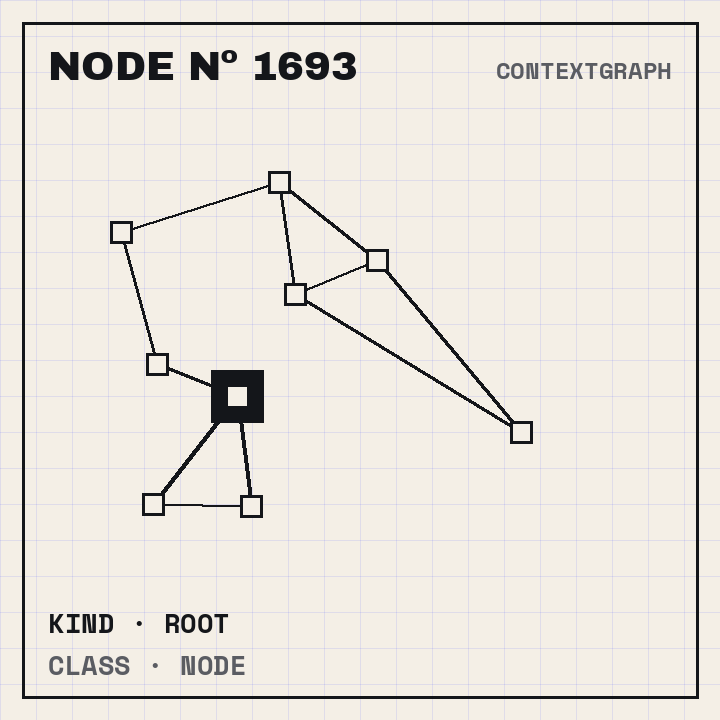 NODE Nº 1693
CONTEXTGRAPH
KIND · ROOT
CLASS · NODE